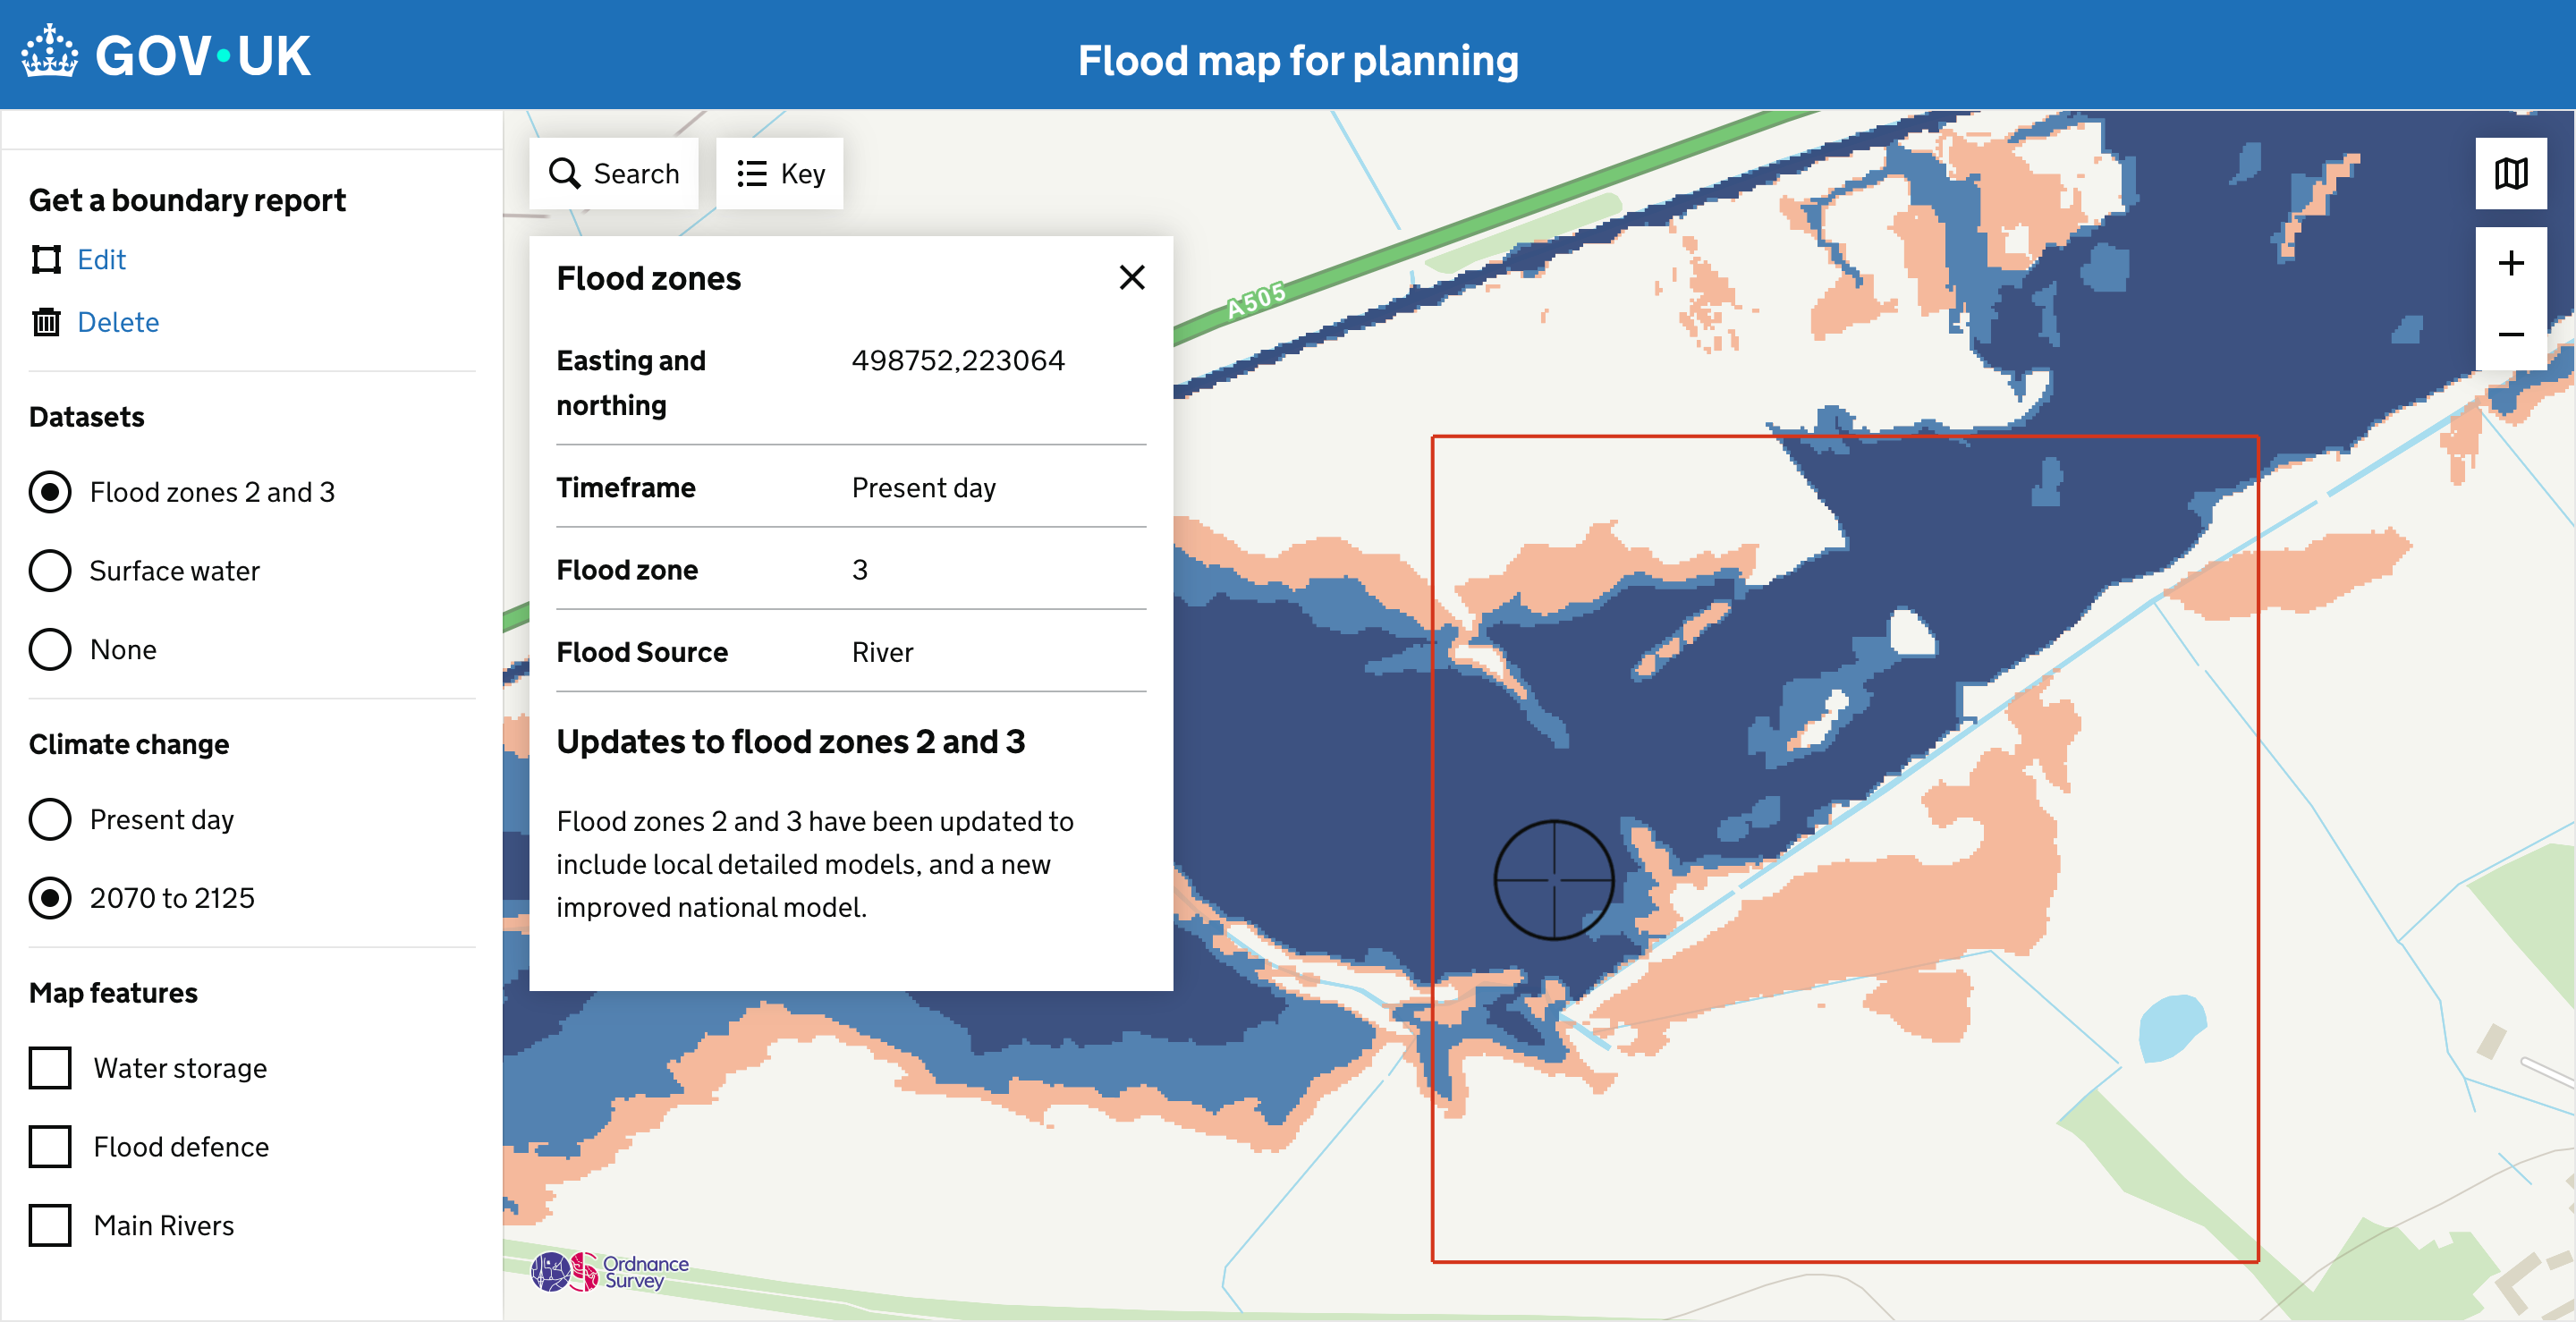 GOV·UK
Flood map for planning
Get a boundary report
Edit
Delete
Datasets
Flood zones 2 and 3
Surface water
None
Climate change
Present day
2070 to 2125
Map features
Water storage
Flood defence
Main Rivers
Search
Key
Flood zones
Easting and
northing
498752,223064
Timeframe
Present day
Flood zone
3
Flood Source
River
Updates to flood zones 2 and 3
Flood zones 2 and 3 have been updated to
include local detailed models, and a new
improved national model.
A505
Ordnance
Survey